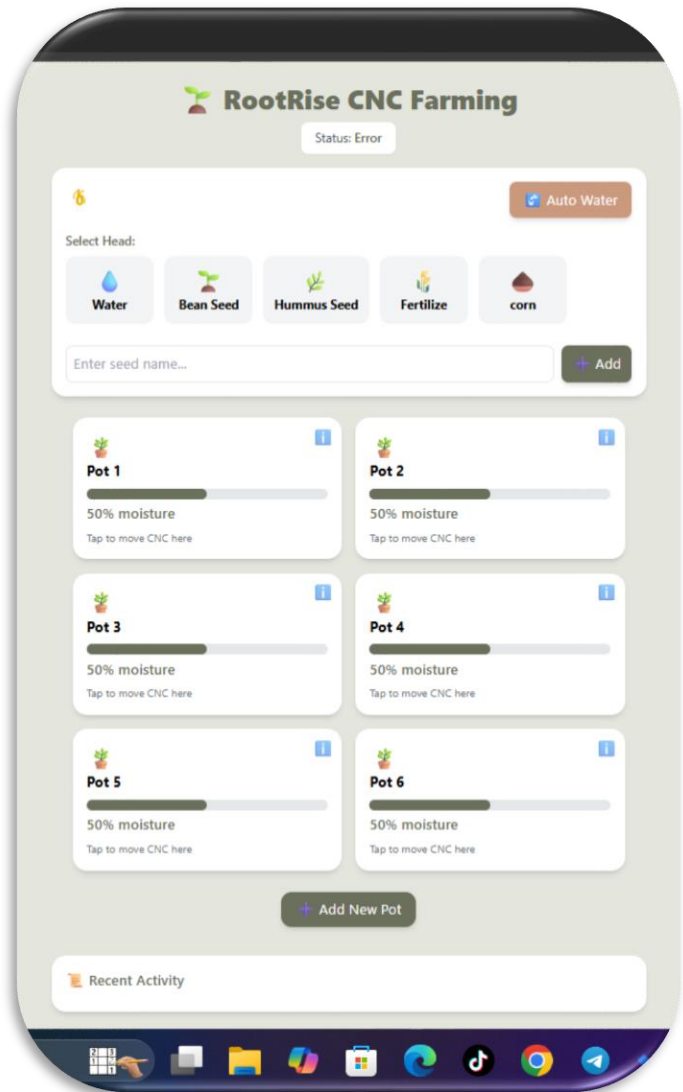 RootRise CNC Farming
Status: Error
Auto Water
Select Head:
Water Bean Seed Hummus Seed Fertilize corn
Enter seed name...
Add
Pot 1 Pot 2
50% moisture 50% moisture
Tap to move CNC here Tap to move CNC here
Pot 3 Pot 4
50% moisture 50% moisture
Tap to move CNC here Tap to move CNC here
Pot 5 Pot 6
50% moisture 50% moisture
Tap to move CNC here Tap to move CNC here
Add New Pot
Recent Activity